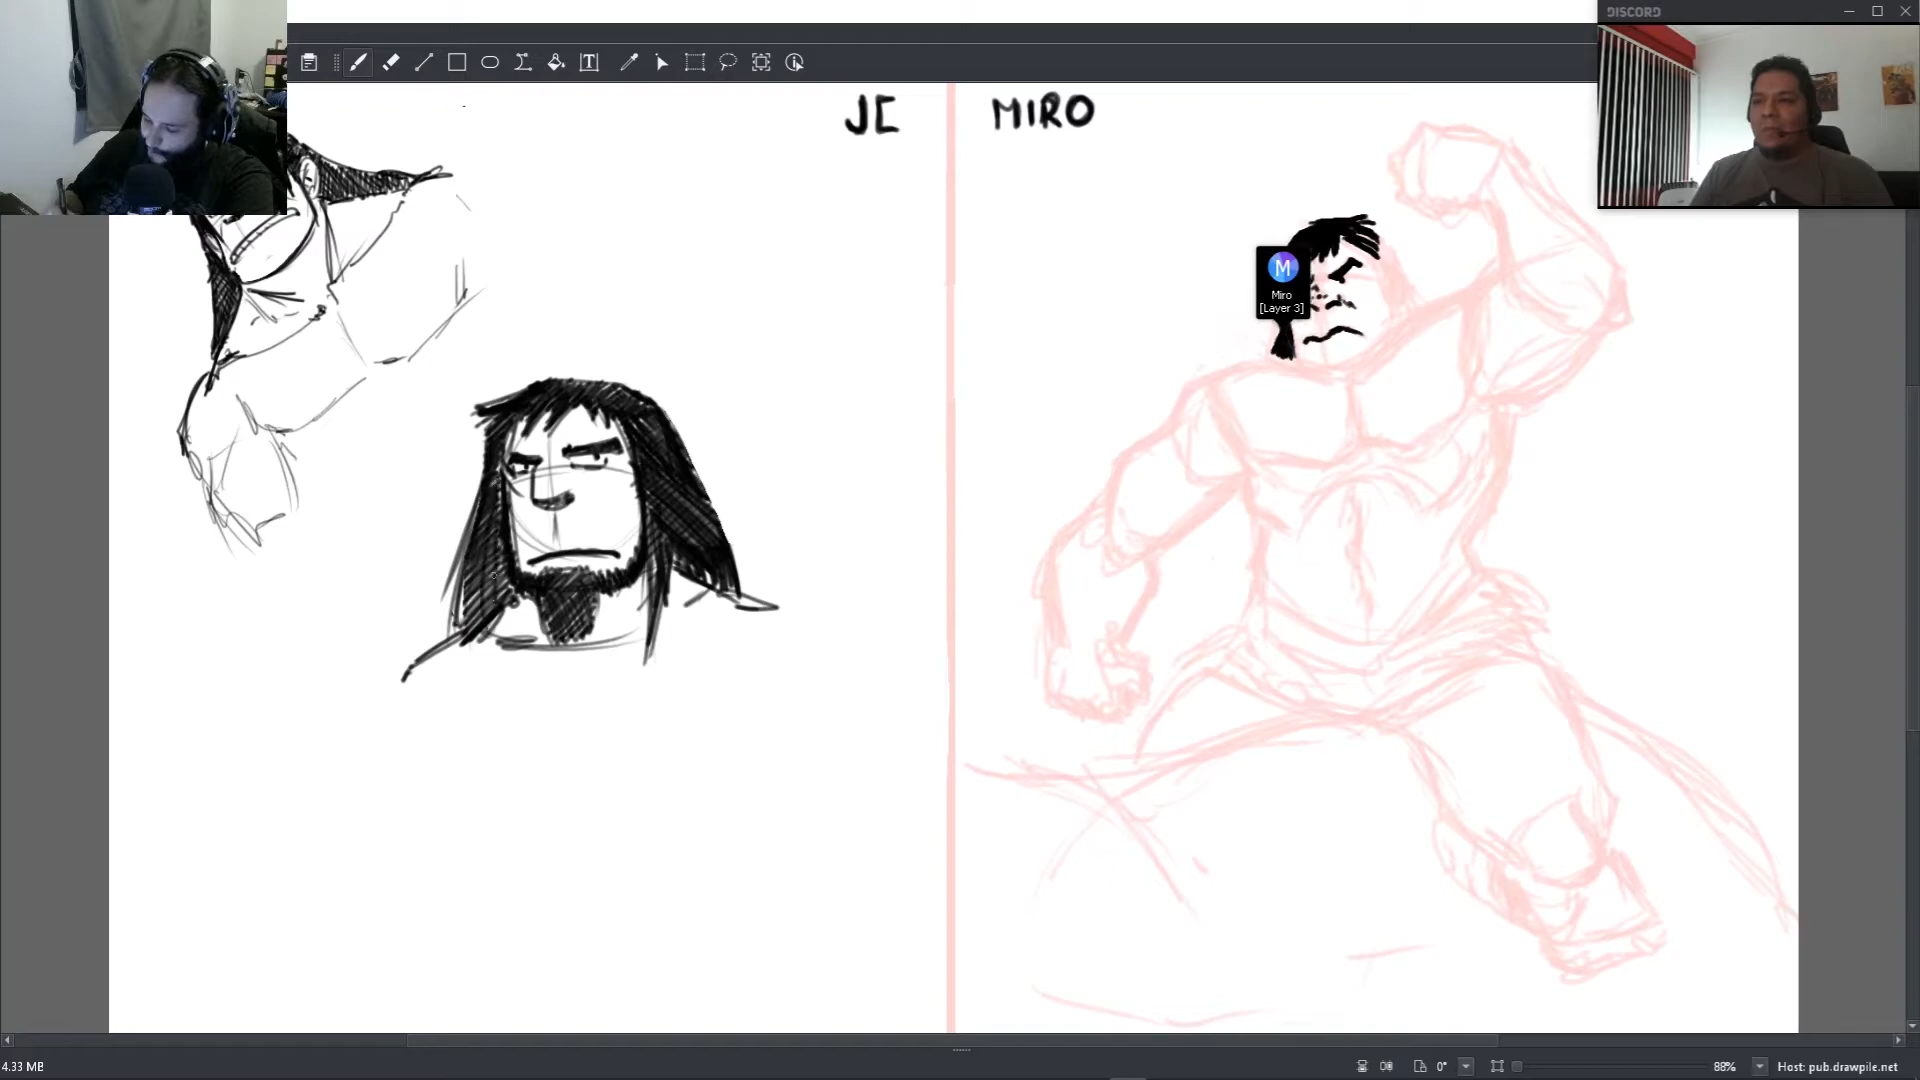 DISCORD
JC
MIRO
M
Miro
[Layer 3]
4.33 MB
0°
88%
Host: pub.drawpile.net